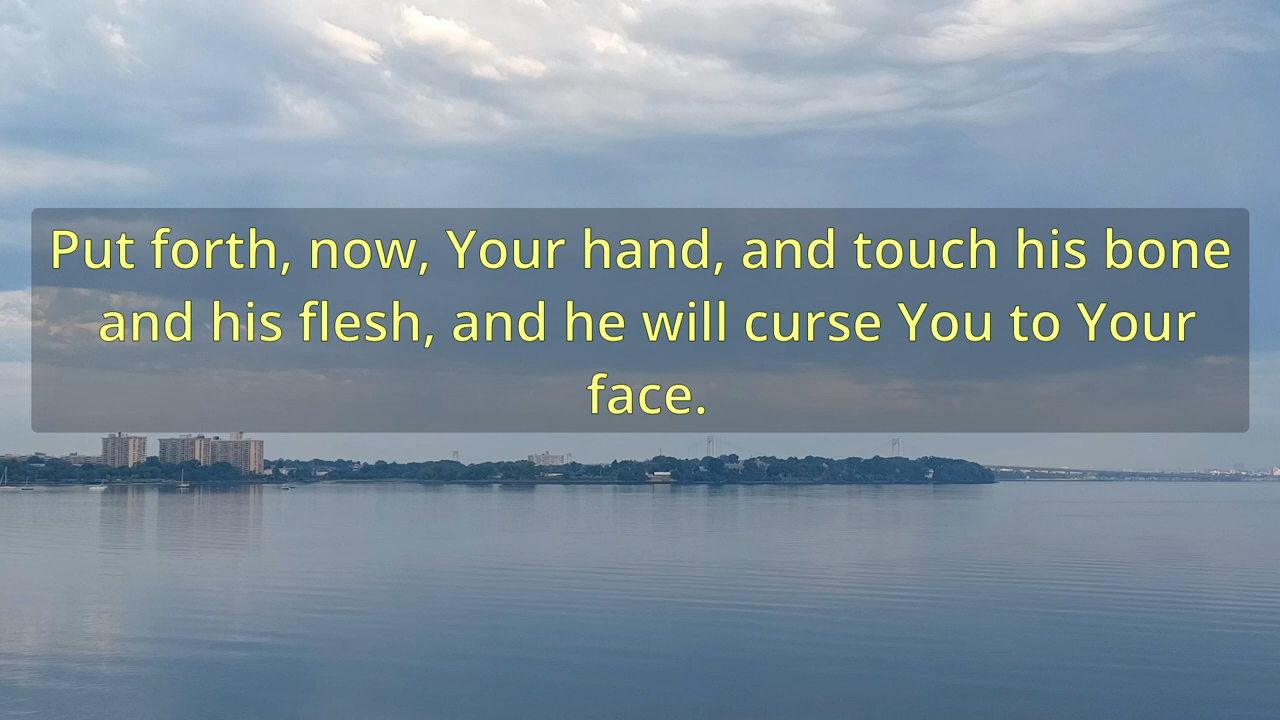 Put forth, now, Your hand, and touch his bone
and his flesh, and he will curse You to Your
face.